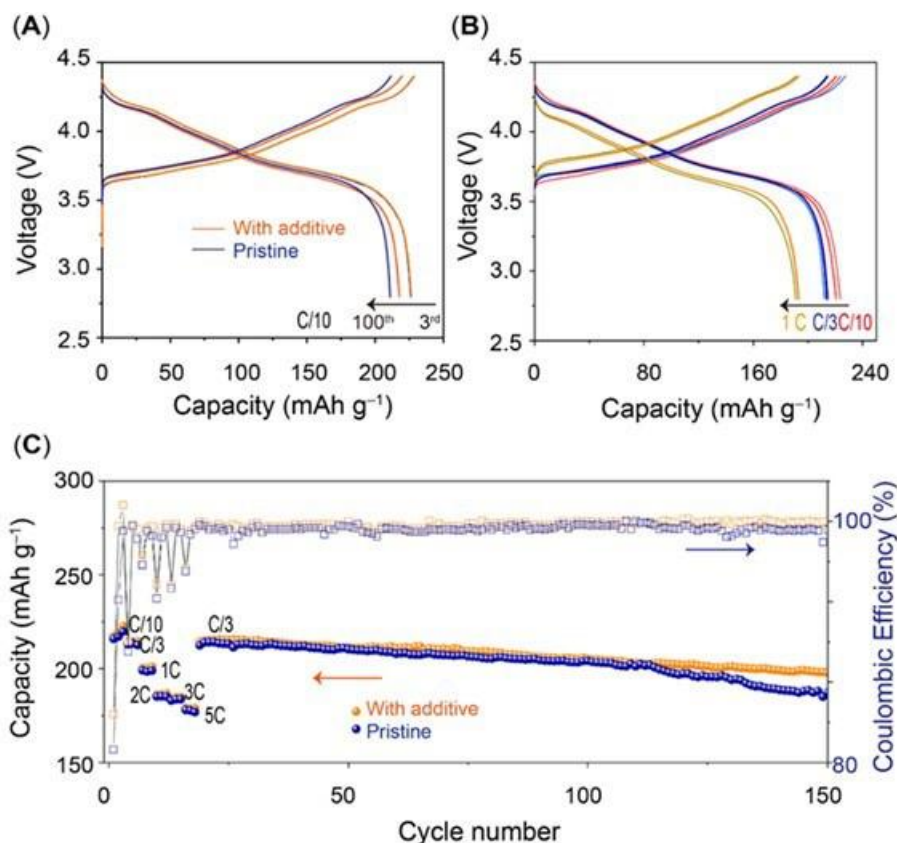 (A)
4.5
4.0
3.5
3.0
2.5
Voltage (V)
With additive
Pristine
C/10 100ᵗʰ 3ʳᵈ
0 50 100 150 200 250
Capacity (mAh g⁻¹)
(B)
4.5
4.0
3.5
3.0
2.5
Voltage (V)
1 C C/3 C/10
0 80 160 240
Capacity (mAh g⁻¹)
(C)
300
275
250
225
200
175
150
Capacity (mAh g⁻¹)
C/10
C/3
1C
2C
3C
5C
C/3
With additive
Pristine
100
80
Coulombic Efficiency (%)
0 50 100 150
Cycle number